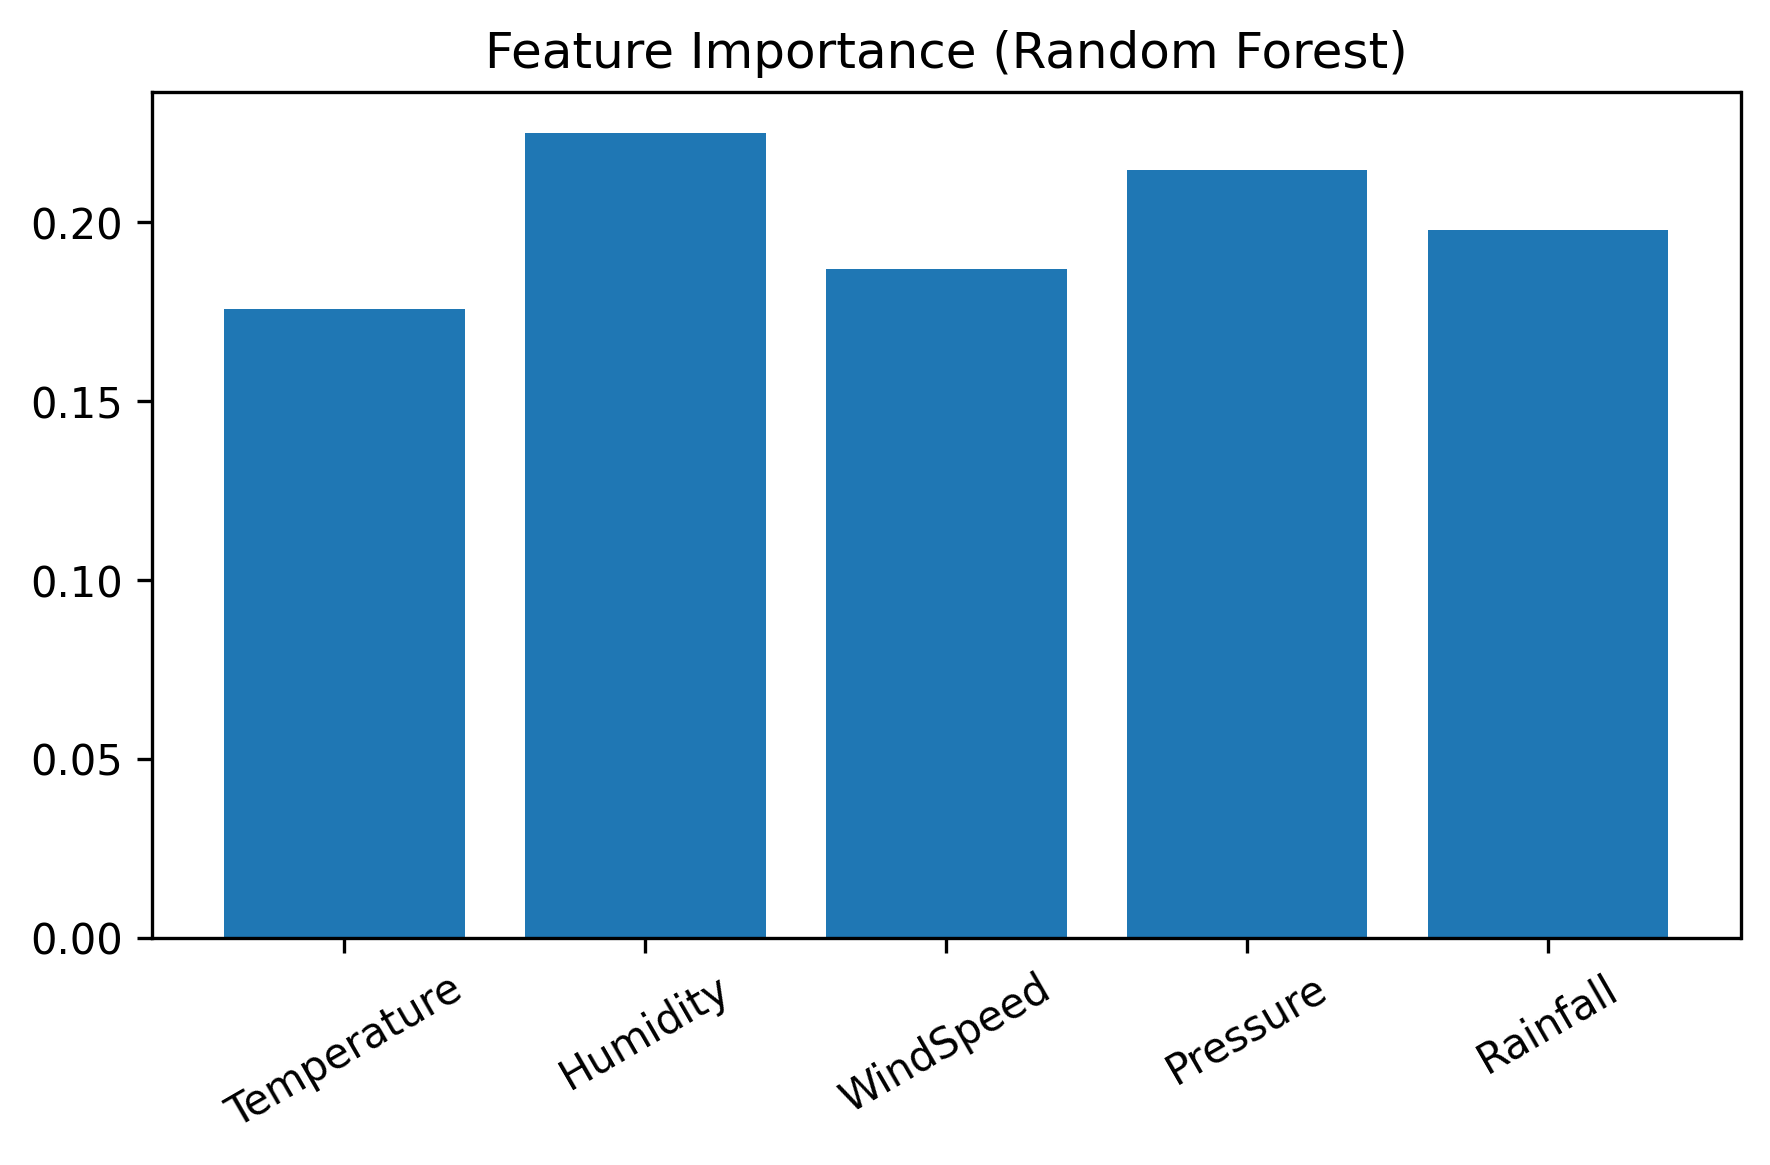 Feature Importance (Random Forest)
0.20
0.15
0.10
0.05
0.00
Temperature
Humidity
WindSpeed
Pressure
Rainfall